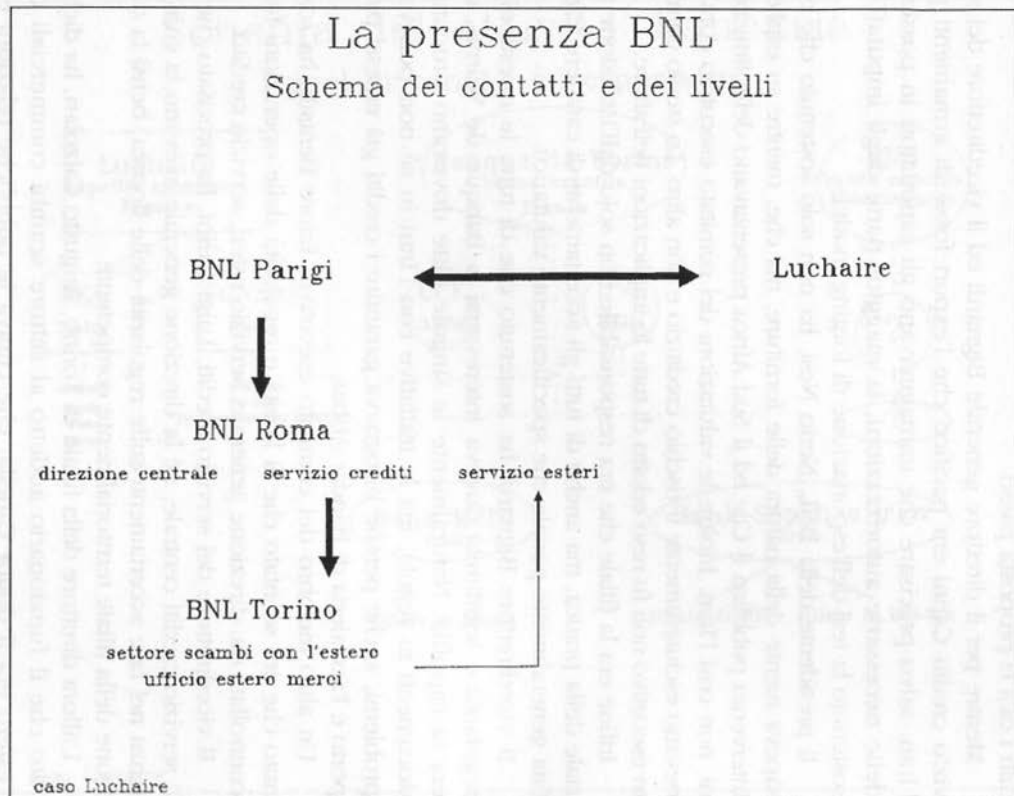 La presenza BNL
Schema dei contatti e dei livelli
BNL Parigi
Luchaire
BNL Roma
direzione centrale servizio crediti servizio esteri
BNL Torino
settore scambi con l'estero
ufficio estero merci
caso Luchaire